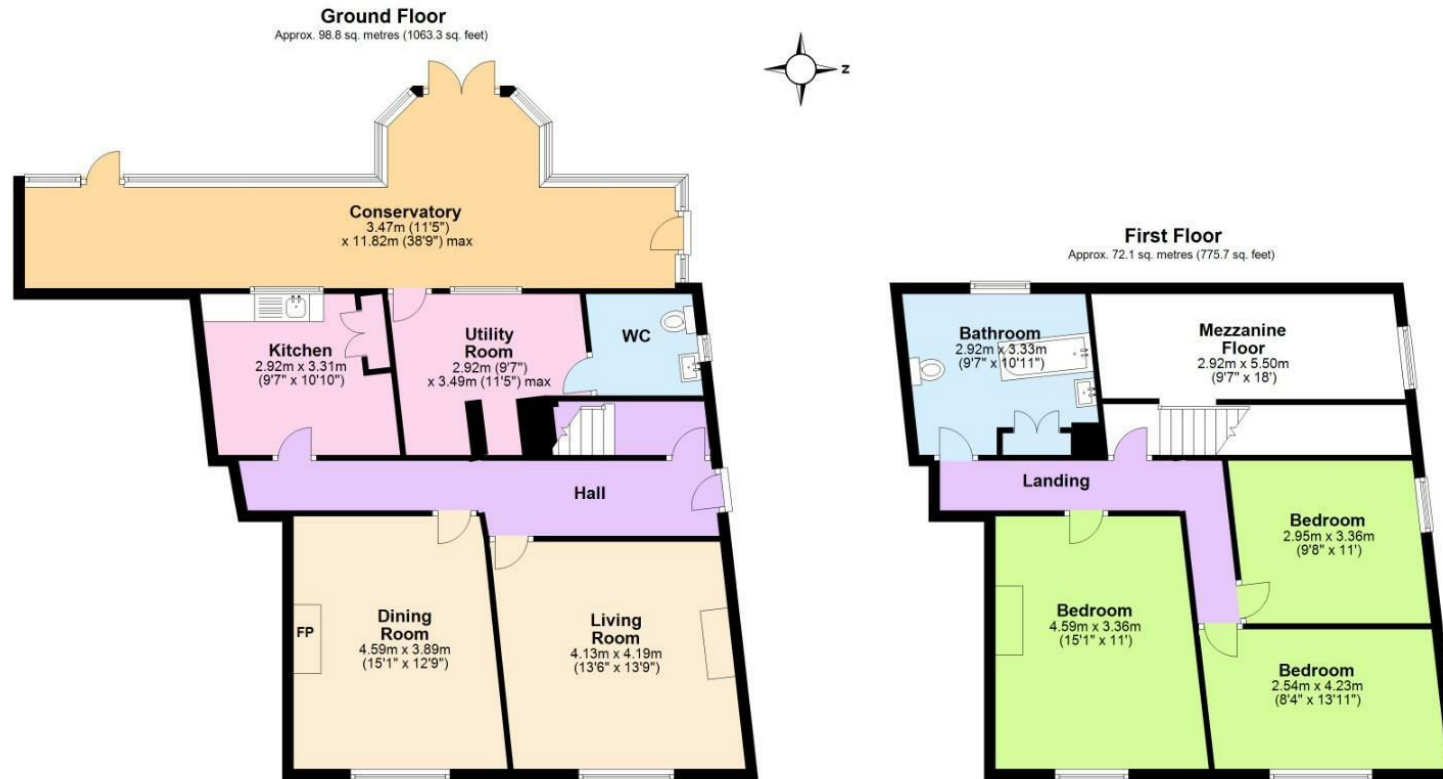 Ground Floor
Approx. 98.8 sq. metres (1063.3 sq. feet)
Z
Conservatory
3.47m (11'5")
x 11.82m (38'9") max
Kitchen
2.92m x 3.31m
(9'7" x 10'10")
Utility
Room
2.92m (9'7")
x 3.49m (11'5") max
WC
Hall
Dining
Room
4.59m x 3.89m
(15'1" x 12'9")
FP
Living
Room
4.13m x 4.19m
(13'6" x 13'9")
First Floor
Approx. 72.1 sq. metres (775.7 sq. feet)
Bathroom
2.92m x 3.33m
(9'7" x 10'11")
Mezzanine
Floor
2.92m x 5.50m
(9'7" x 18')
Landing
Bedroom
2.95m x 3.36m
(9'8" x 11')
Bedroom
4.59m x 3.36m
(15'1" x 11')
Bedroom
2.54m x 4.23m
(8'4" x 13'11")